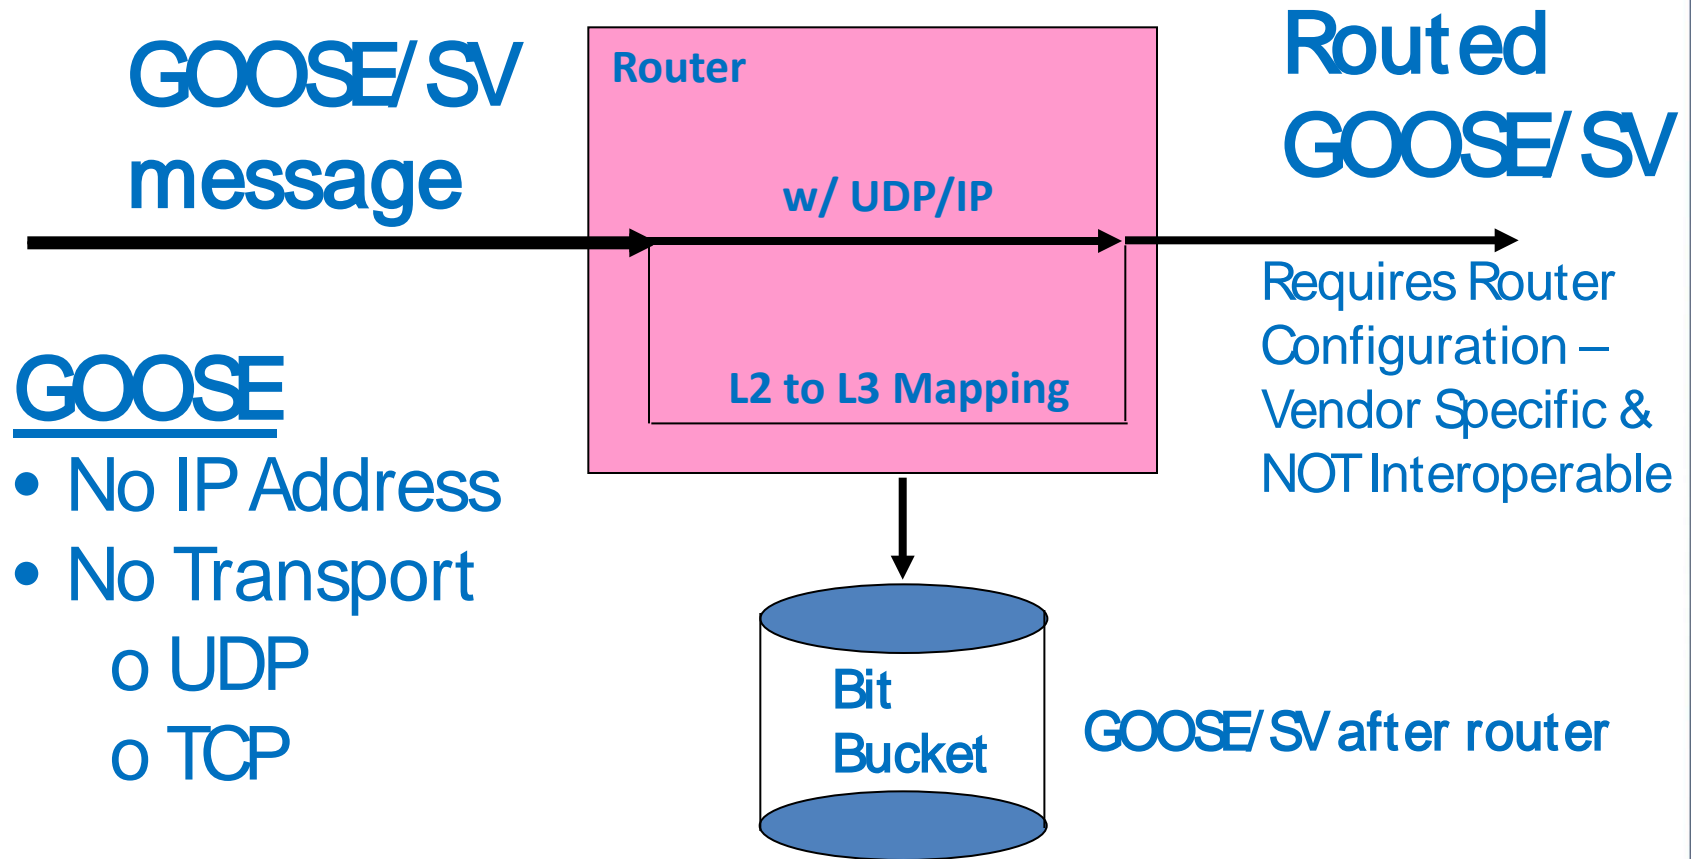 GOOSE/ SV
message
Router
w/ UDP/IP
L2 to L3 Mapping
Routed
GOOSE/ SV
Requires Router
Configuration –
Vendor Specific &
NOT Interoperable
GOOSE
• No IP Address
• No Transport
o UDP
o TCP
Bit
Bucket
GOOSE/ SV after router